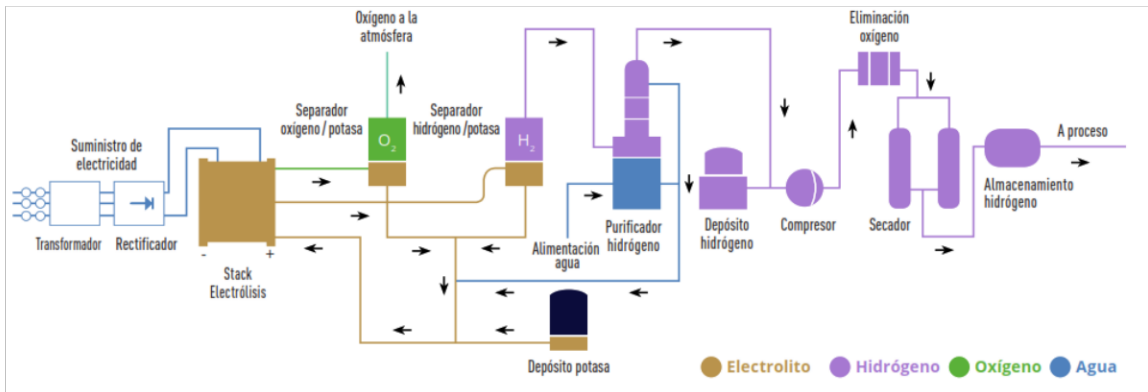 Oxígeno a la
atmósfera
Eliminación
oxígeno
Separador
oxígeno / potasa
Separador
hidrógeno /potasa
O₂
H₂
Suministro de
electricidad
A proceso
Transformador
Rectificador
Stack
Electrólisis
- +
Alimentación
agua
Purificador
hidrógeno
Depósito
hidrógeno
Compresor
Secador
Almacenamiento
hidrógeno
Depósito potasa
Electrolito
Hidrógeno
Oxígeno
Agua